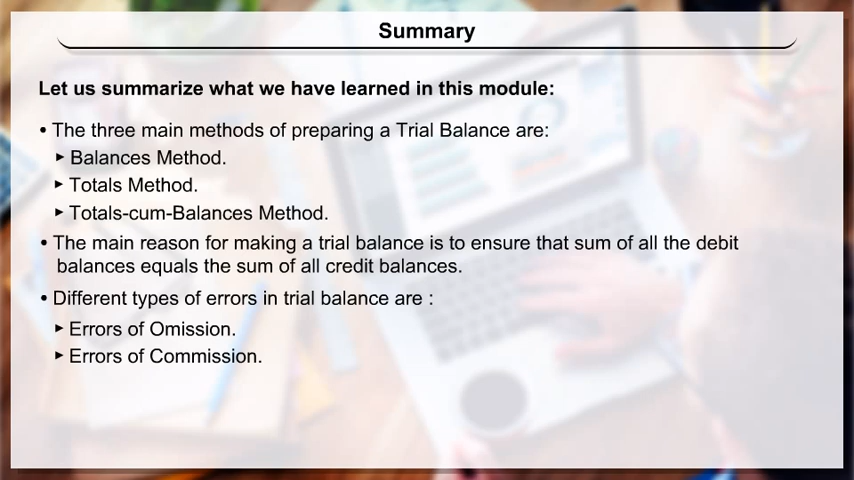 Summary
Let us summarize what we have learned in this module:
• The three main methods of preparing a Trial Balance are:
‣ Balances Method.
‣ Totals Method.
‣ Totals-cum-Balances Method.
• The main reason for making a trial balance is to ensure that sum of all the debit
balances equals the sum of all credit balances.
• Different types of errors in trial balance are :
‣ Errors of Omission.
‣ Errors of Commission.